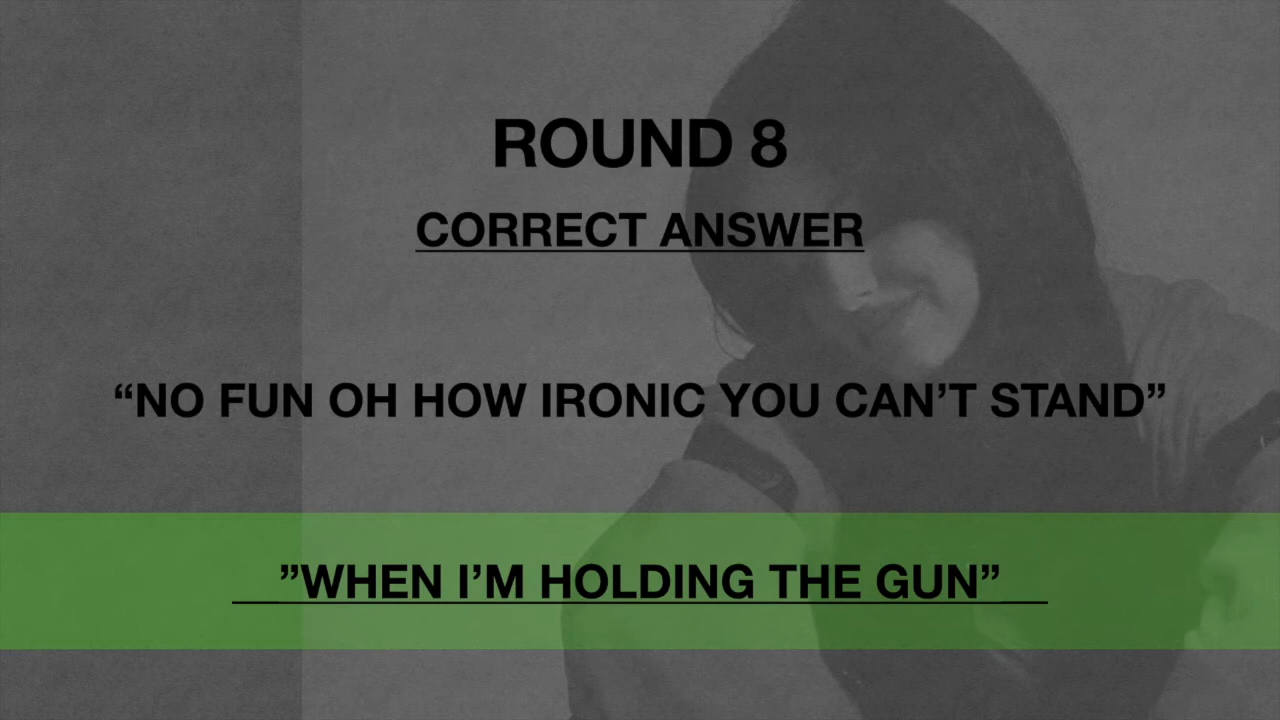 ROUND 8
CORRECT ANSWER
“NO FUN OH HOW IRONIC YOU CAN’T STAND”
”WHEN I’M HOLDING THE GUN”